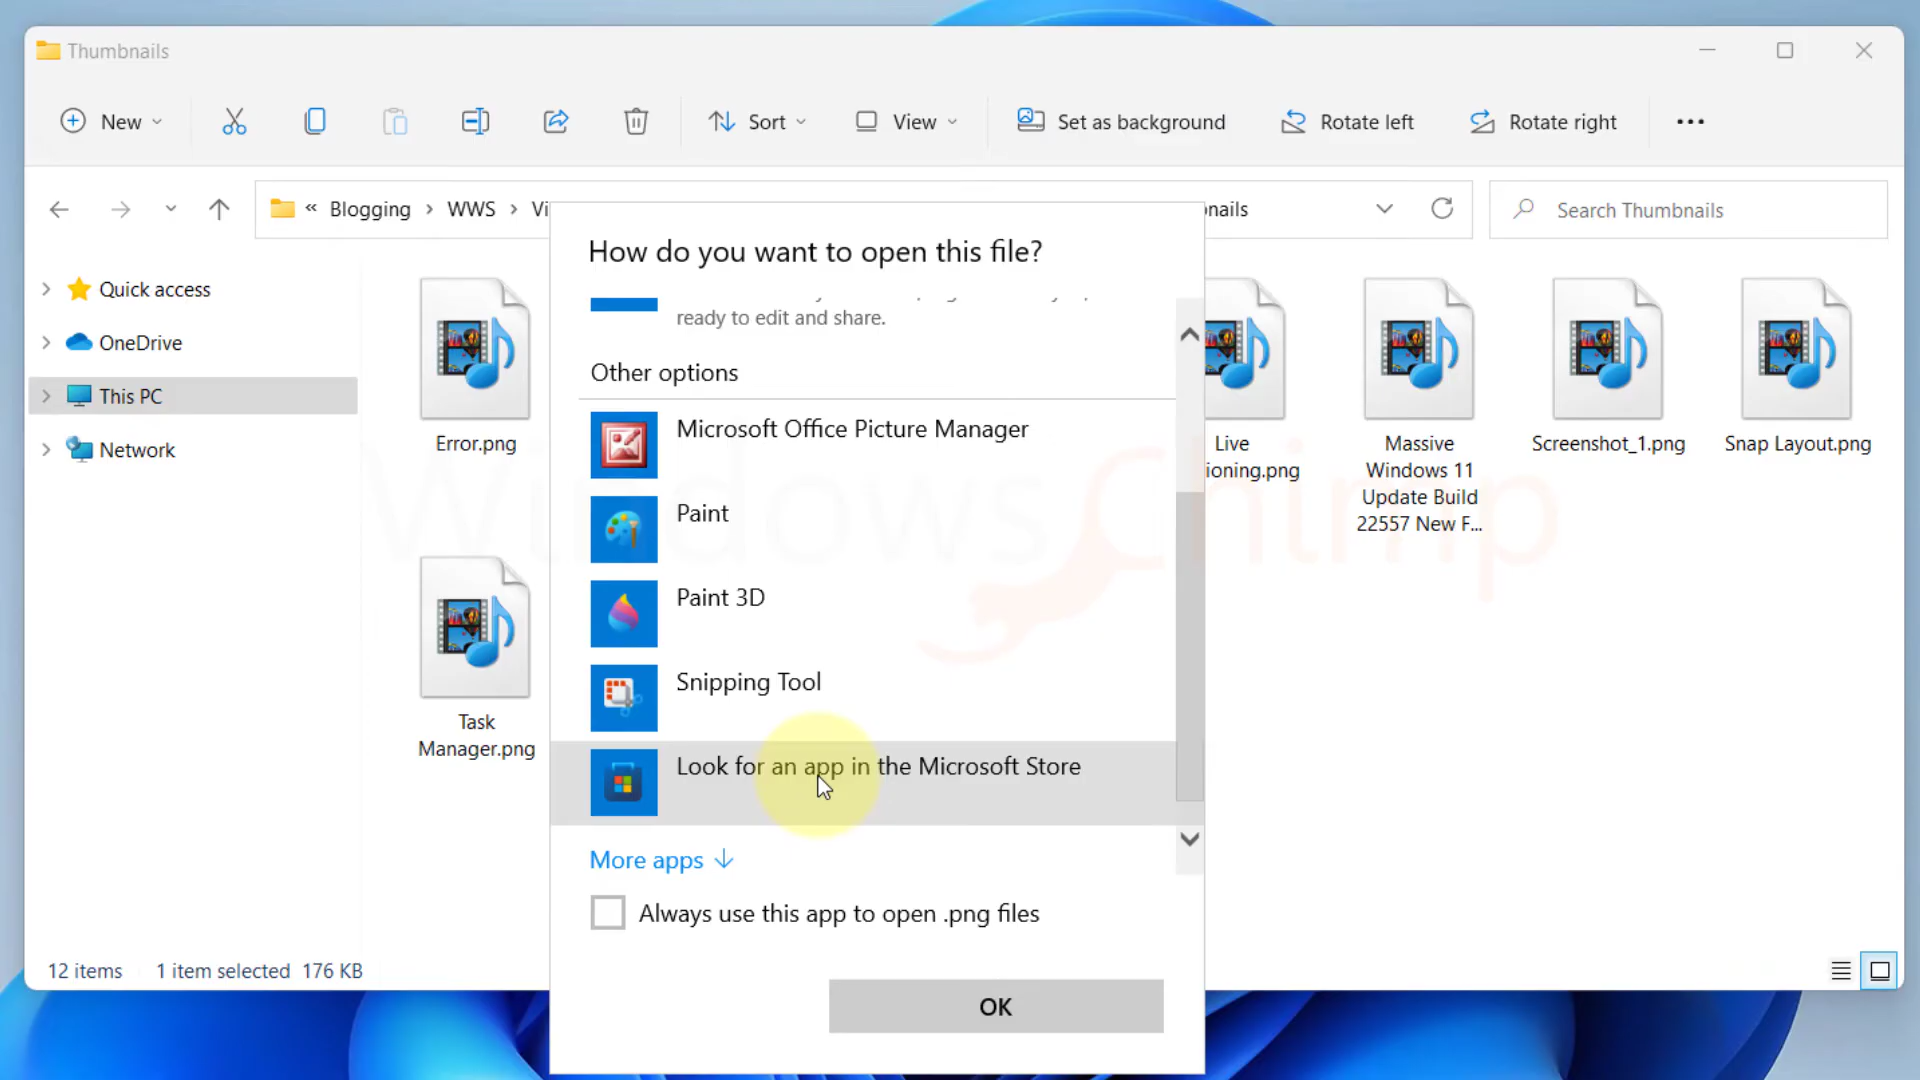 Thumbnails
New
Sort
View
Set as background
Rotate left
Rotate right
•••
« Blogging > WWS > Vi
nails
Search Thumbnails
Quick access
OneDrive
This PC
Network
How do you want to open this file?
ready to edit and share.
Other options
Microsoft Office Picture Manager
Paint
Paint 3D
Snipping Tool
Look for an app in the Microsoft Store
More apps ↓
Always use this app to open .png files
OK
Error.png
Live
ioning.png
Massive
Windows 11
Update Build
22557 New F...
Screenshot_1.png
Snap Layout.png
Task
Manager.png
WindowsChimp
12 items 1 item selected 176 KB